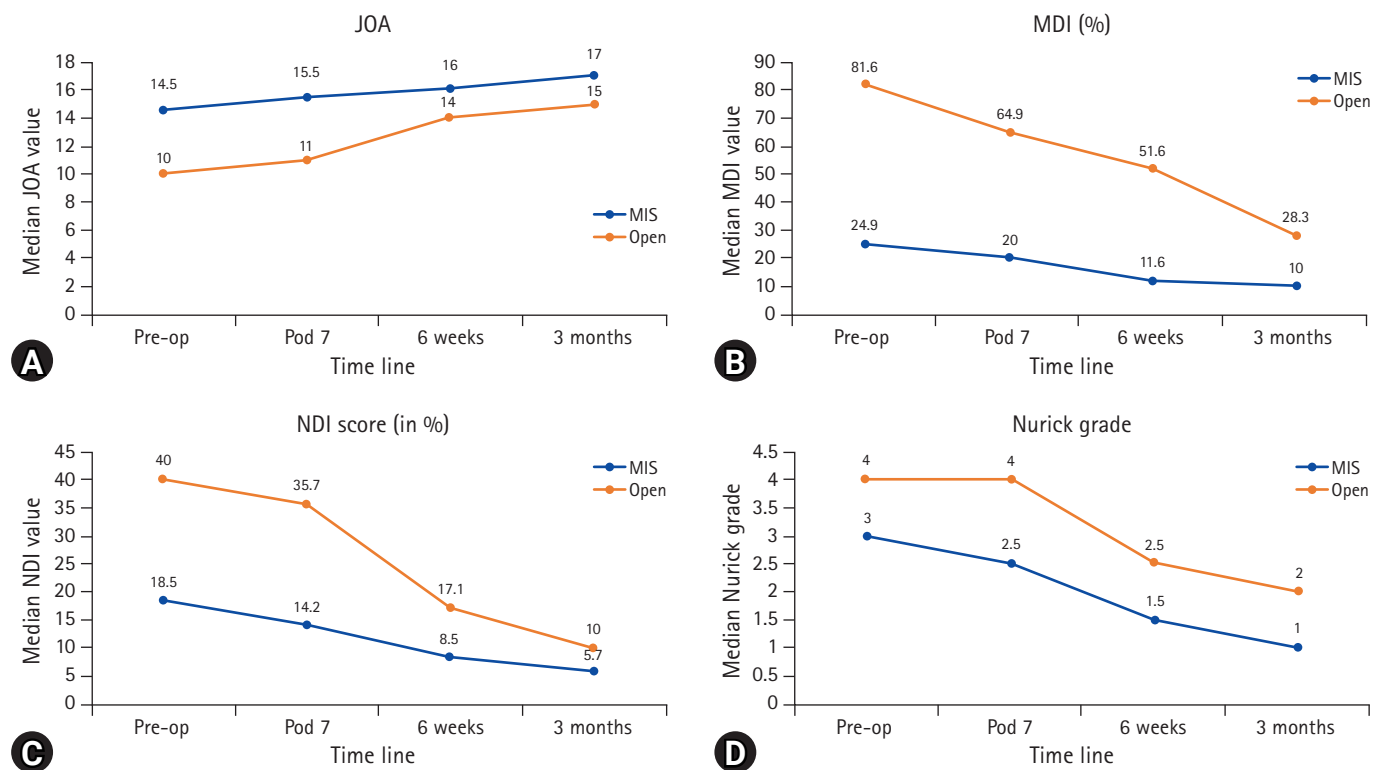 JOA
18
16
14
12
10
8
6
4
2
0
Median JOA value
14.5
15.5
16
17
10
11
14
15
MIS
Open
Pre-op
Pod 7
6 weeks
3 months
Time line
A
MDI (%)
90
80
70
60
50
40
30
20
10
0
Median MDI value
81.6
64.9
51.6
28.3
24.9
20
11.6
10
MIS
Open
Pre-op
Pod 7
6 weeks
3 months
Time line
B
NDI score (in %)
45
40
35
30
25
20
15
10
5
0
Median NDI value
40
35.7
17.1
10
18.5
14.2
8.5
5.7
MIS
Open
Pre-op
Pod 7
6 weeks
3 months
Time line
C
Nurick grade
4.5
4
3.5
3
2.5
2
1.5
1
0.5
0
Median Nurick grade
4
4
2.5
2
3
2.5
1.5
1
MIS
Open
Pre-op
Pod 7
6 weeks
3 months
Time line
D